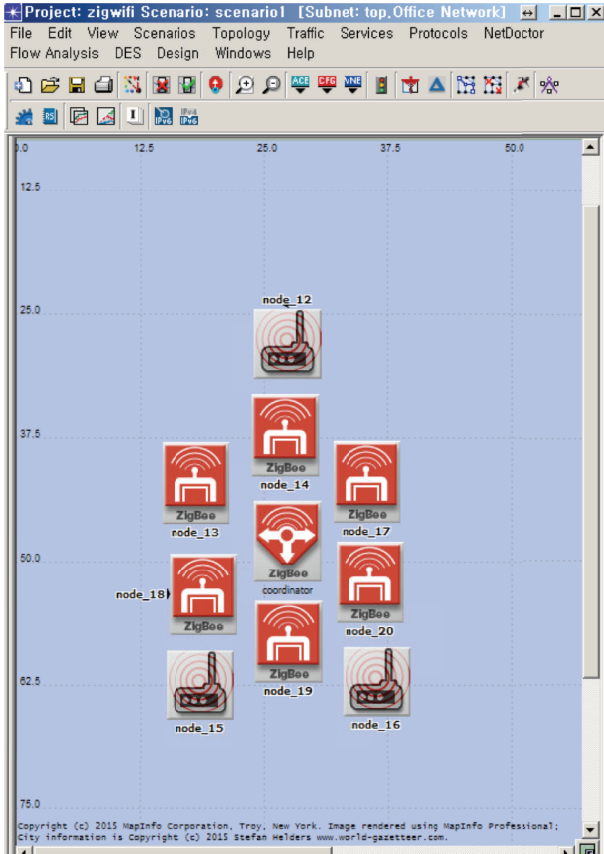 Project: zigwifi Scenario: scenario1 [Subnet: top.Office Network]
File Edit View Scenarios Topology Traffic Services Protocols NetDoctor
Flow Analysis DES Design Windows Help
ACE CFG VNE
RS IPv6 IPv4 IPv6
0.0 12.5 25.0 37.5 50.0
12.5
25.0
node_12
37.5
ZigBee
node_14
ZigBee
node_13
ZigBee
node_17
50.0
ZigBee
coordinator
node_18
ZigBee
ZigBee
node_20
ZigBee
node_19
62.5
node_15
node_16
75.0
Copyright (c) 2015 MapInfo Corporation, Troy, New York. Image rendered using MapInfo Professional;
City information is Copyright (c) 2015 Stefan Helders www.world-gazetteer.com.